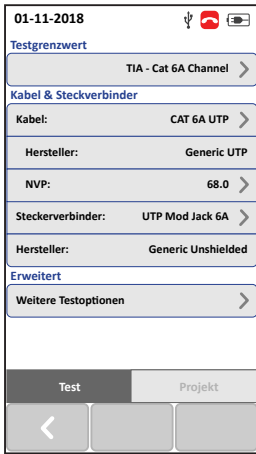 01-11-2018
Testgrenzwert
TIA - Cat 6A Channel
Kabel & Steckverbinder
Kabel: CAT 6A UTP
Hersteller: Generic UTP
NVP: 68.0
Steckerverbinder: UTP Mod Jack 6A
Hersteller: Generic Unshielded
Erweitert
Weitere Testoptionen
Test Projekt